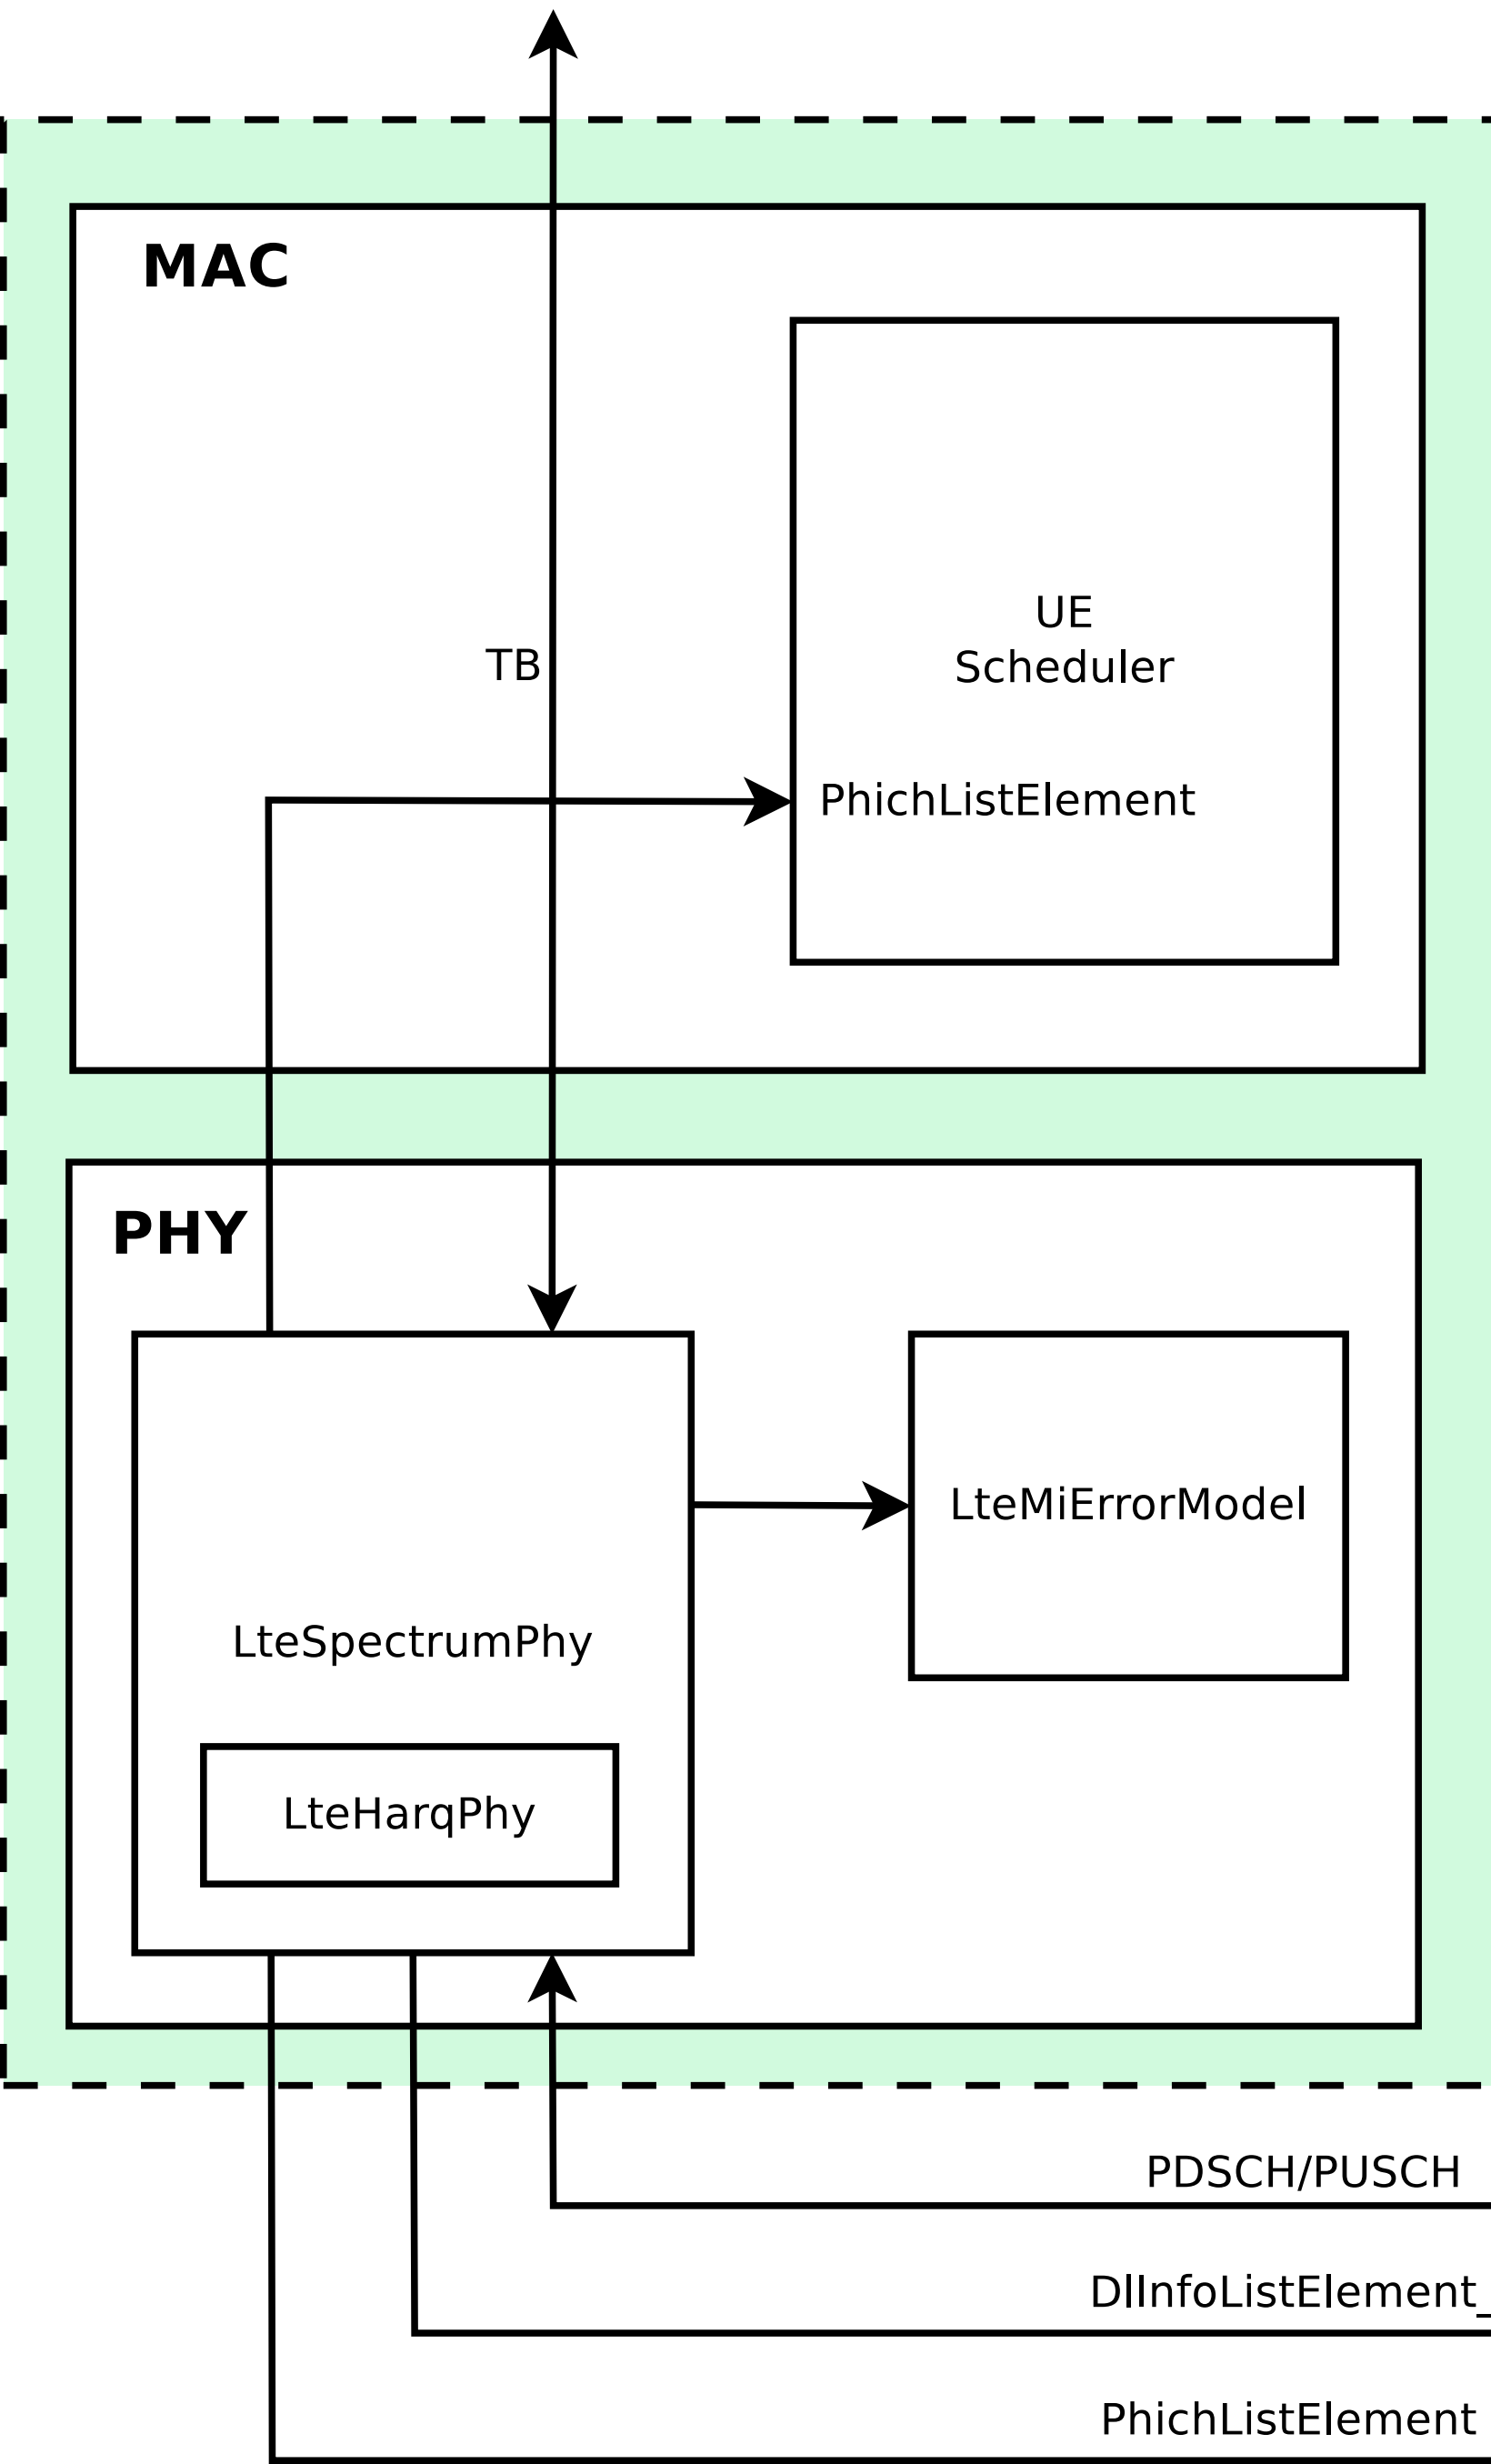 MAC
UE
Scheduler
TB
PhichListElement
PHY
LteMiErrorModel
LteSpectrumPhy
LteHarqPhy
PDSCH/PUSCH
DlInfoListElement_
PhichListElement